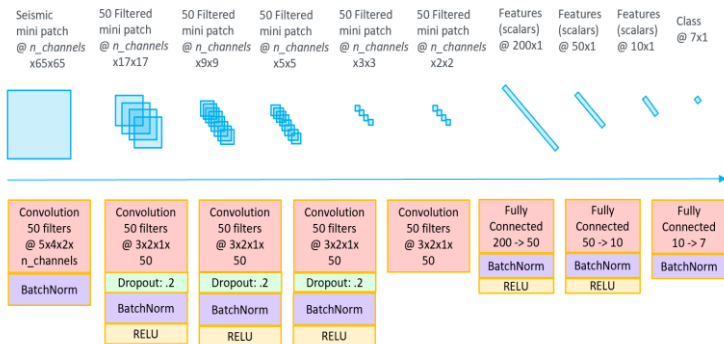 Seismic
mini patch
@ n_channels
x65x65
50 Filtered
mini patch
@ n_channels
x17x17
50 Filtered
mini patch
@ n_channels
x9x9
50 Filtered
mini patch
@ n_channels
x5x5
50 Filtered
mini patch
@ n_channels
x3x3
50 Filtered
mini patch
@ n_channels
x2x2
Features
(scalars)
@ 200x1
Features
(scalars)
@ 50x1
Features
(scalars)
@ 10x1
Class
@ 7x1
Convolution
50 filters
@ 5x4x2x
n_channels
BatchNorm
Convolution
50 filters
@ 3x2x1x
50
Dropout: .2
BatchNorm
RELU
Convolution
50 filters
@ 3x2x1x
50
Dropout: .2
BatchNorm
RELU
Convolution
50 filters
@ 3x2x1x
50
Dropout: .2
BatchNorm
RELU
Convolution
50 filters
@ 3x2x1x
50
Fully
Connected
200 -> 50
BatchNorm
RELU
Fully
Connected
50 -> 10
BatchNorm
RELU
Fully
Connected
10 -> 7
BatchNorm